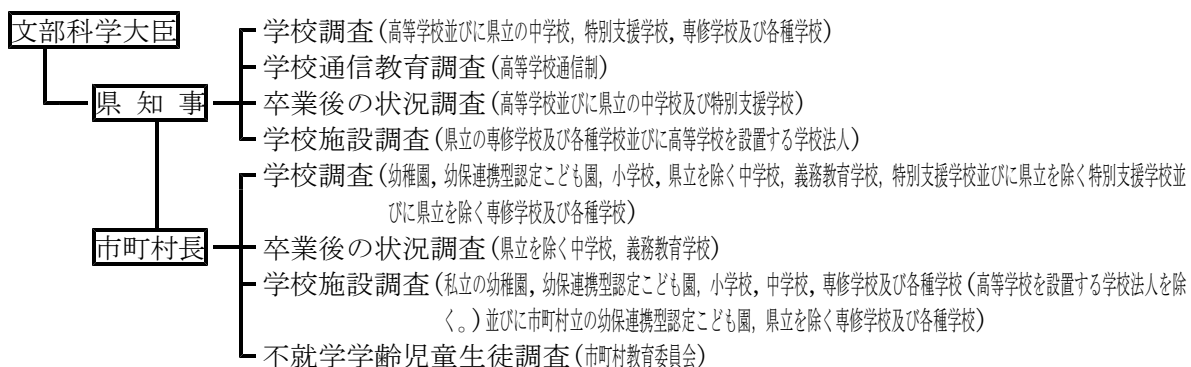 文部科学大臣
学校調査(高等学校並びに県立の中学校, 特別支援学校, 専修学校及び各種学校)
学校通信教育調査(高等学校通信制)
県知事
卒業後の状況調査(高等学校並びに県立の中学校及び特別支援学校)
学校施設調査(県立の専修学校及び各種学校並びに高等学校を設置する学校法人)
学校調査(幼稚園, 幼保連携型認定こども園, 小学校, 県立を除く中学校, 義務教育学校, 特別支援学校並びに県立を除く特別支援学校並
びに県立を除く専修学校及び各種学校)
市町村長
卒業後の状況調査(県立を除く中学校, 義務教育学校)
学校施設調査(私立の幼稚園, 幼保連携型認定こども園, 小学校, 中学校, 専修学校及び各種学校(高等学校を設置する学校法人を除
く。)並びに市町村立の幼保連携型認定こども園, 県立を除く専修学校及び各種学校)
不就学学齢児童生徒調査(市町村教育委員会)